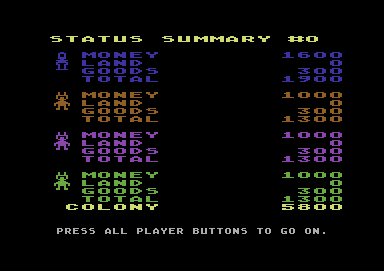 STATUS SUMMARY #0
MONEY 1600
LAND 0
GOODS 300
TOTAL 1900
MONEY 1000
LAND 0
GOODS 300
TOTAL 1300
MONEY 1000
LAND 0
GOODS 300
TOTAL 1300
MONEY 1000
LAND 0
GOODS 300
TOTAL 1300
COLONY 5800
PRESS ALL PLAYER BUTTONS TO GO ON.